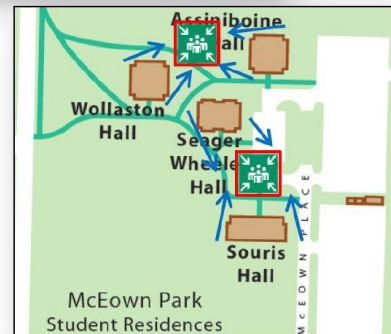 Assiniboine
Hall
Wollaston
Hall
Seager
Wheeler
Hall
Souris
Hall
McEOWN PLACE
McEown Park
Student Residences